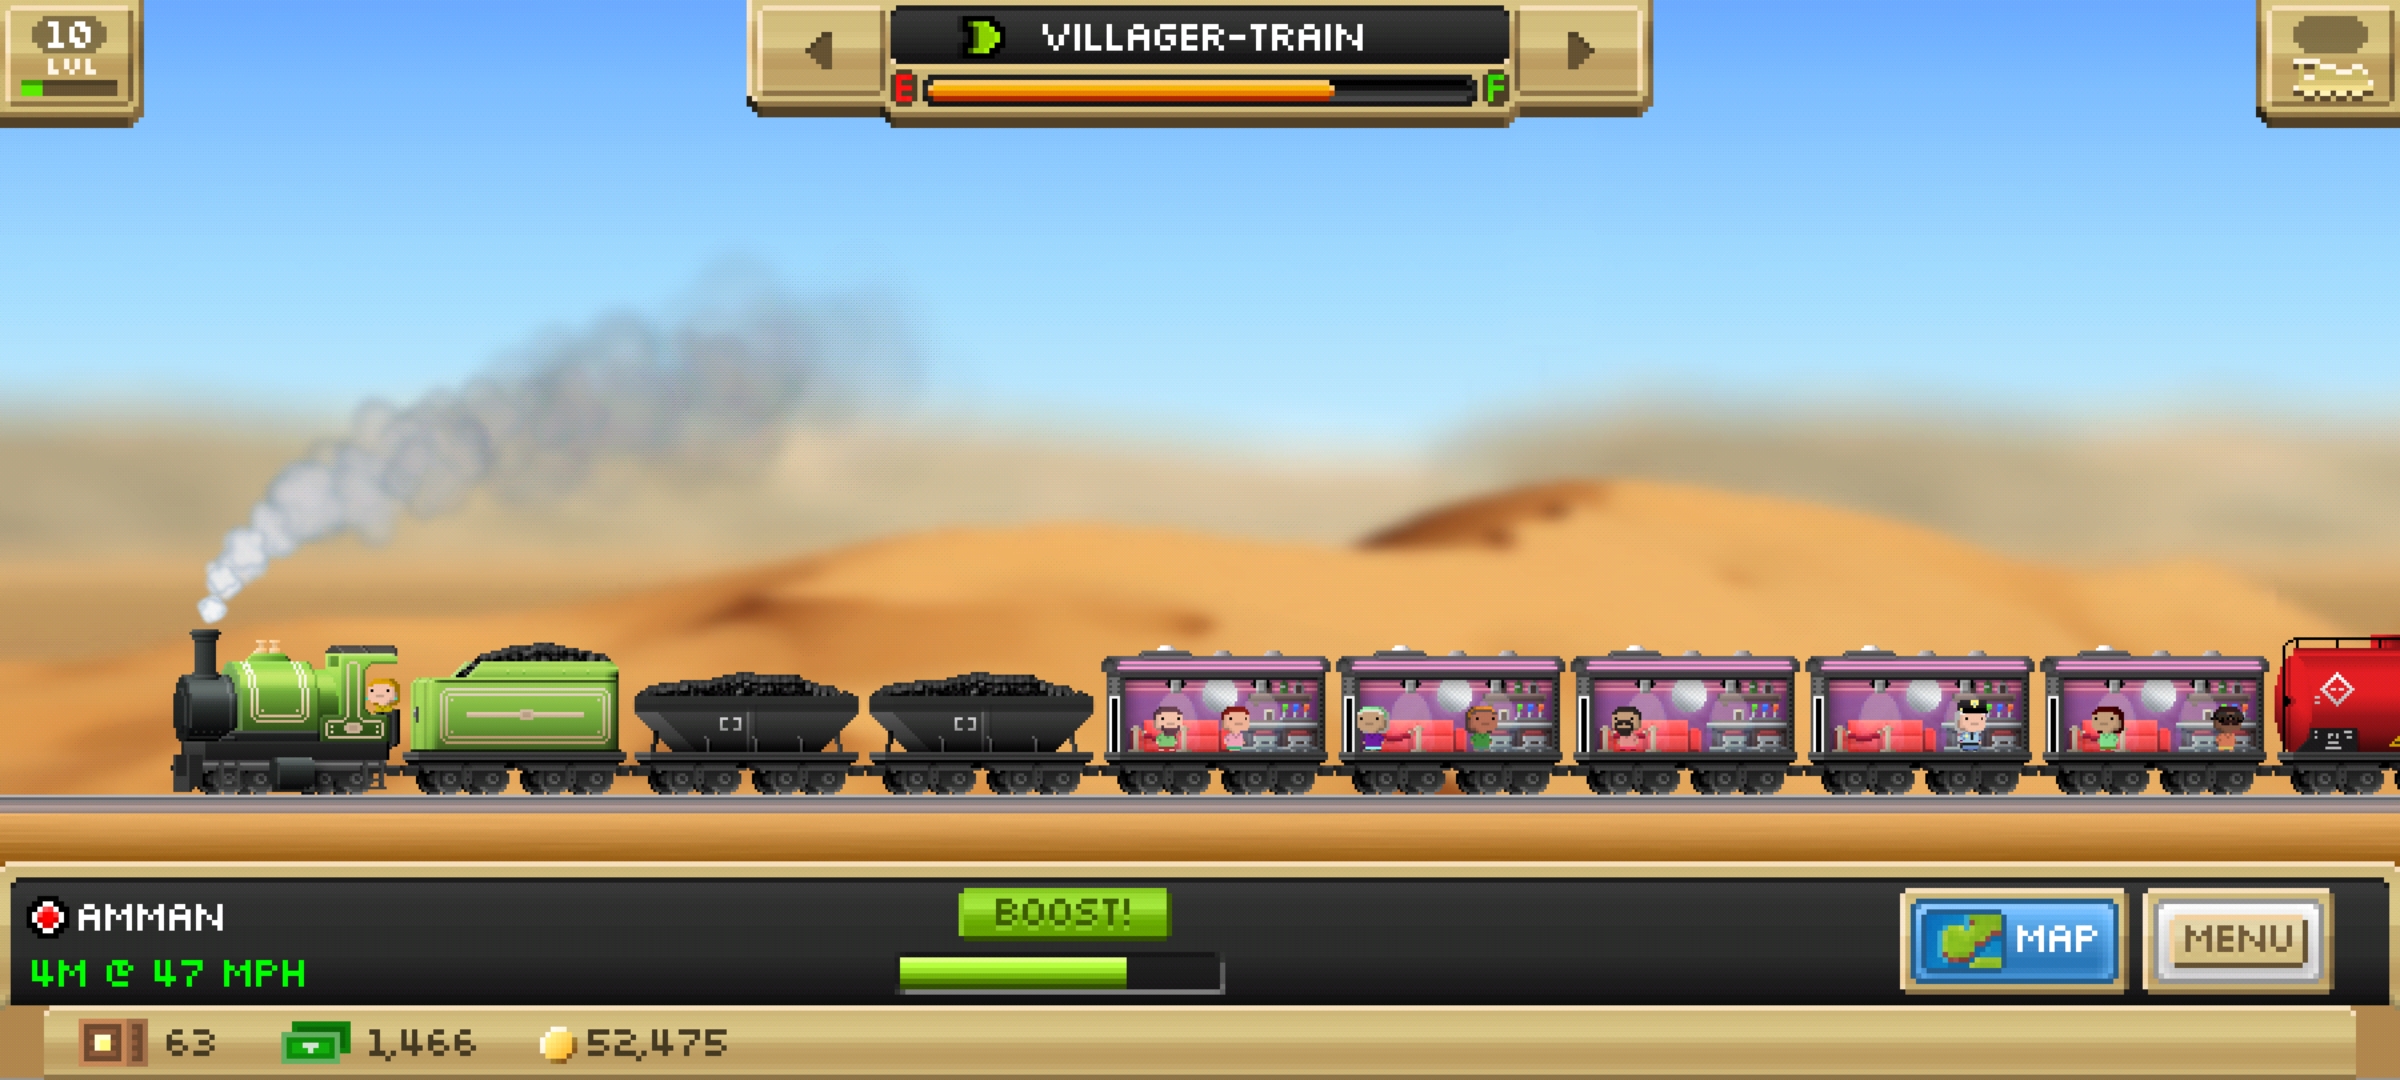 10
LVL
VILLAGER-TRAIN
E F
AMMAN
4M @ 47 MPH
BOOST!
MAP
MENU
63
1,466
52,475